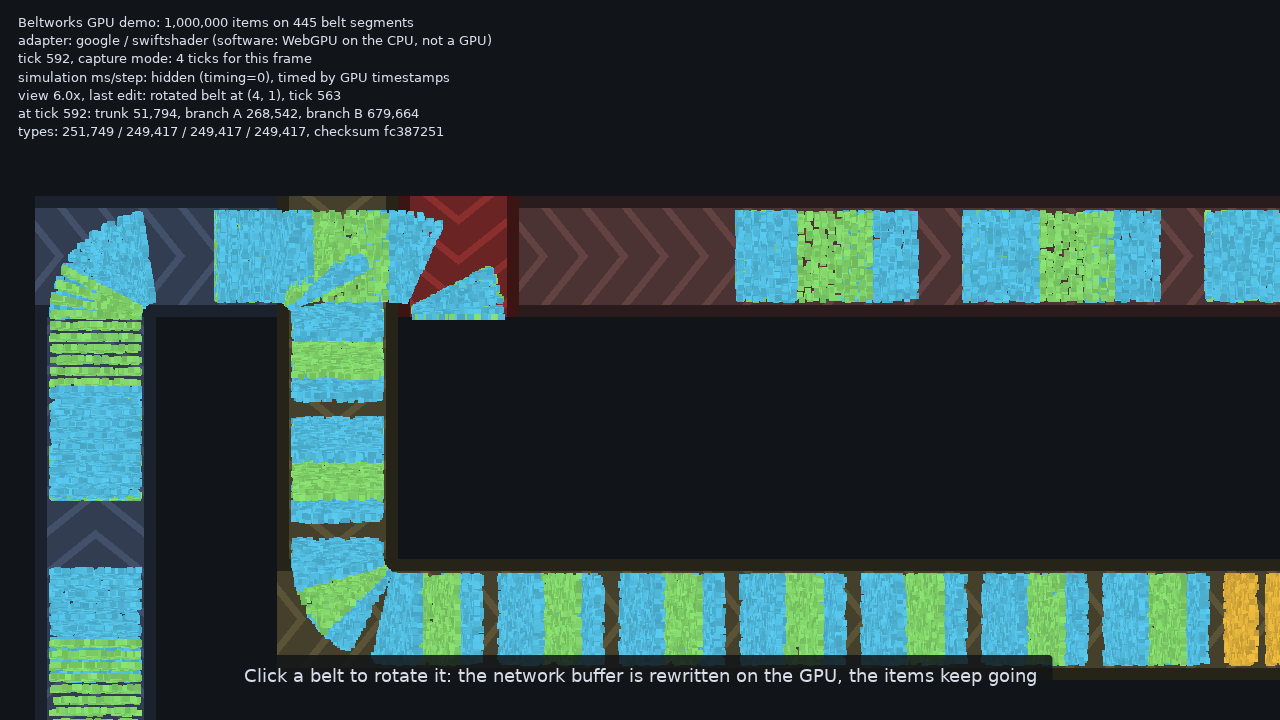 Beltworks GPU demo: 1,000,000 items on 445 belt segments
adapter: google / swiftshader (software: WebGPU on the CPU, not a GPU)
tick 592, capture mode: 4 ticks for this frame
simulation ms/step: hidden (timing=0), timed by GPU timestamps
view 6.0x, last edit: rotated belt at (4, 1), tick 563
at tick 592: trunk 51,794, branch A 268,542, branch B 679,664
types: 251,749 / 249,417 / 249,417 / 249,417, checksum fc387251
Click a belt to rotate it: the network buffer is rewritten on the GPU, the items keep going